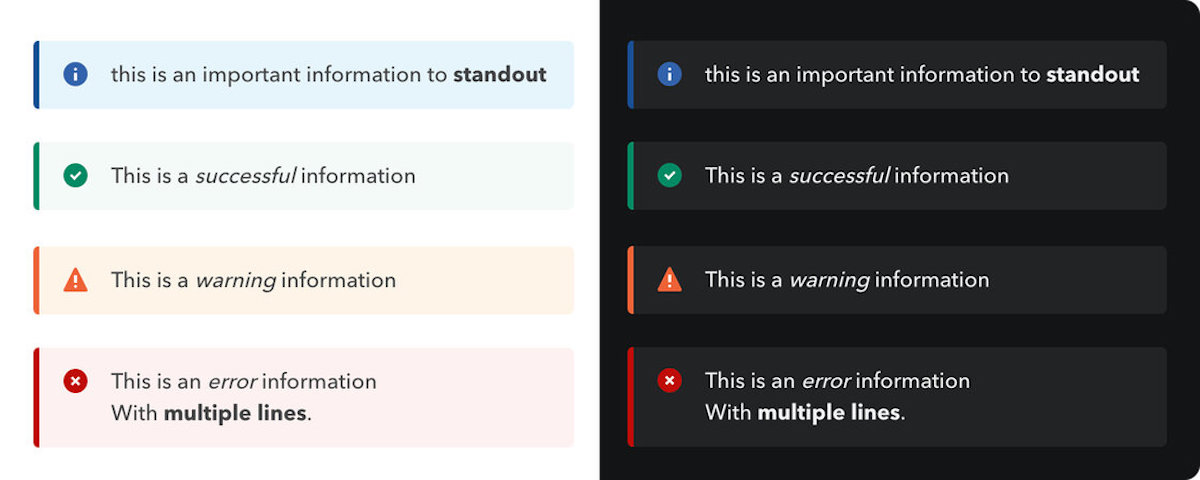 this is an important information to standout
This is a successful information
This is a warning information
This is an error information
With multiple lines.
this is an important information to standout
This is a successful information
This is a warning information
This is an error information
With multiple lines.